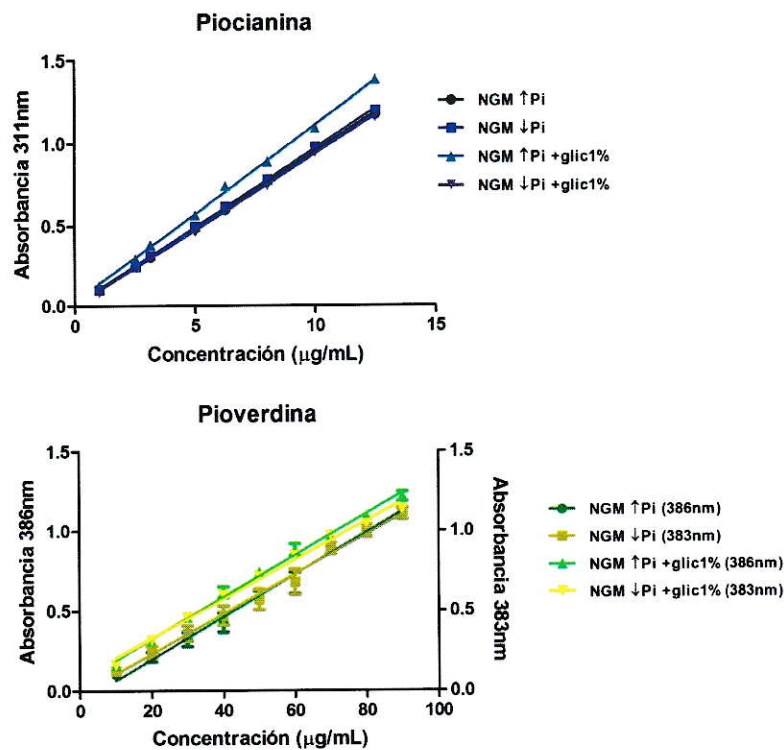 Piocianina
Absorbancia 311nm
1.5
1.0
0.5
0.0
0 5 10 15
Concentración (μg/mL)
NGM ↑Pi
NGM ↓Pi
NGM ↑Pi +glic1%
NGM ↓Pi +glic1%
Pioverdina
Absorbancia 386nm
1.5
1.0
0.5
0.0
0 20 40 60 80 100
Concentración (μg/mL)
1.5
1.0
0.5
0.0
Absorbancia 383nm
NGM ↑Pi (386nm)
NGM ↓Pi (383nm)
NGM ↑Pi +glic1% (386nm)
NGM ↓Pi +glic1% (383nm)